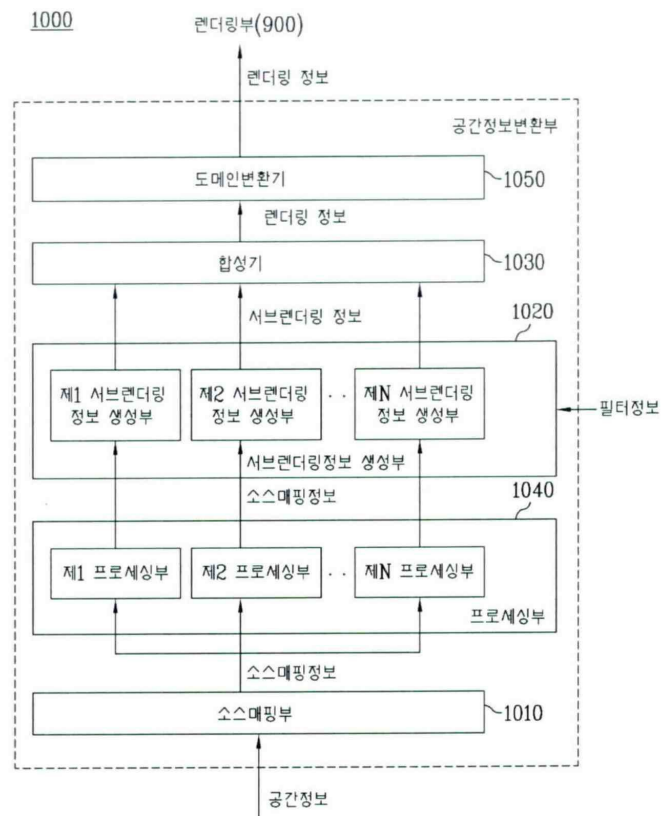 1000
렌더링부(900)
렌더링 정보
공간정보변환부
도메인변환기
1050
렌더링 정보
합성기
1030
서브렌더링 정보
1020
제1 서브렌더링
정보 생성부
제2 서브렌더링
정보 생성부
. .
제N 서브렌더링
정보 생성부
필터정보
서브렌더링정보 생성부
소스매핑정보
1040
제1 프로세싱부
제2 프로세싱부
. .
제N 프로세싱부
프로세싱부
소스매핑정보
소스매핑부
1010
공간정보